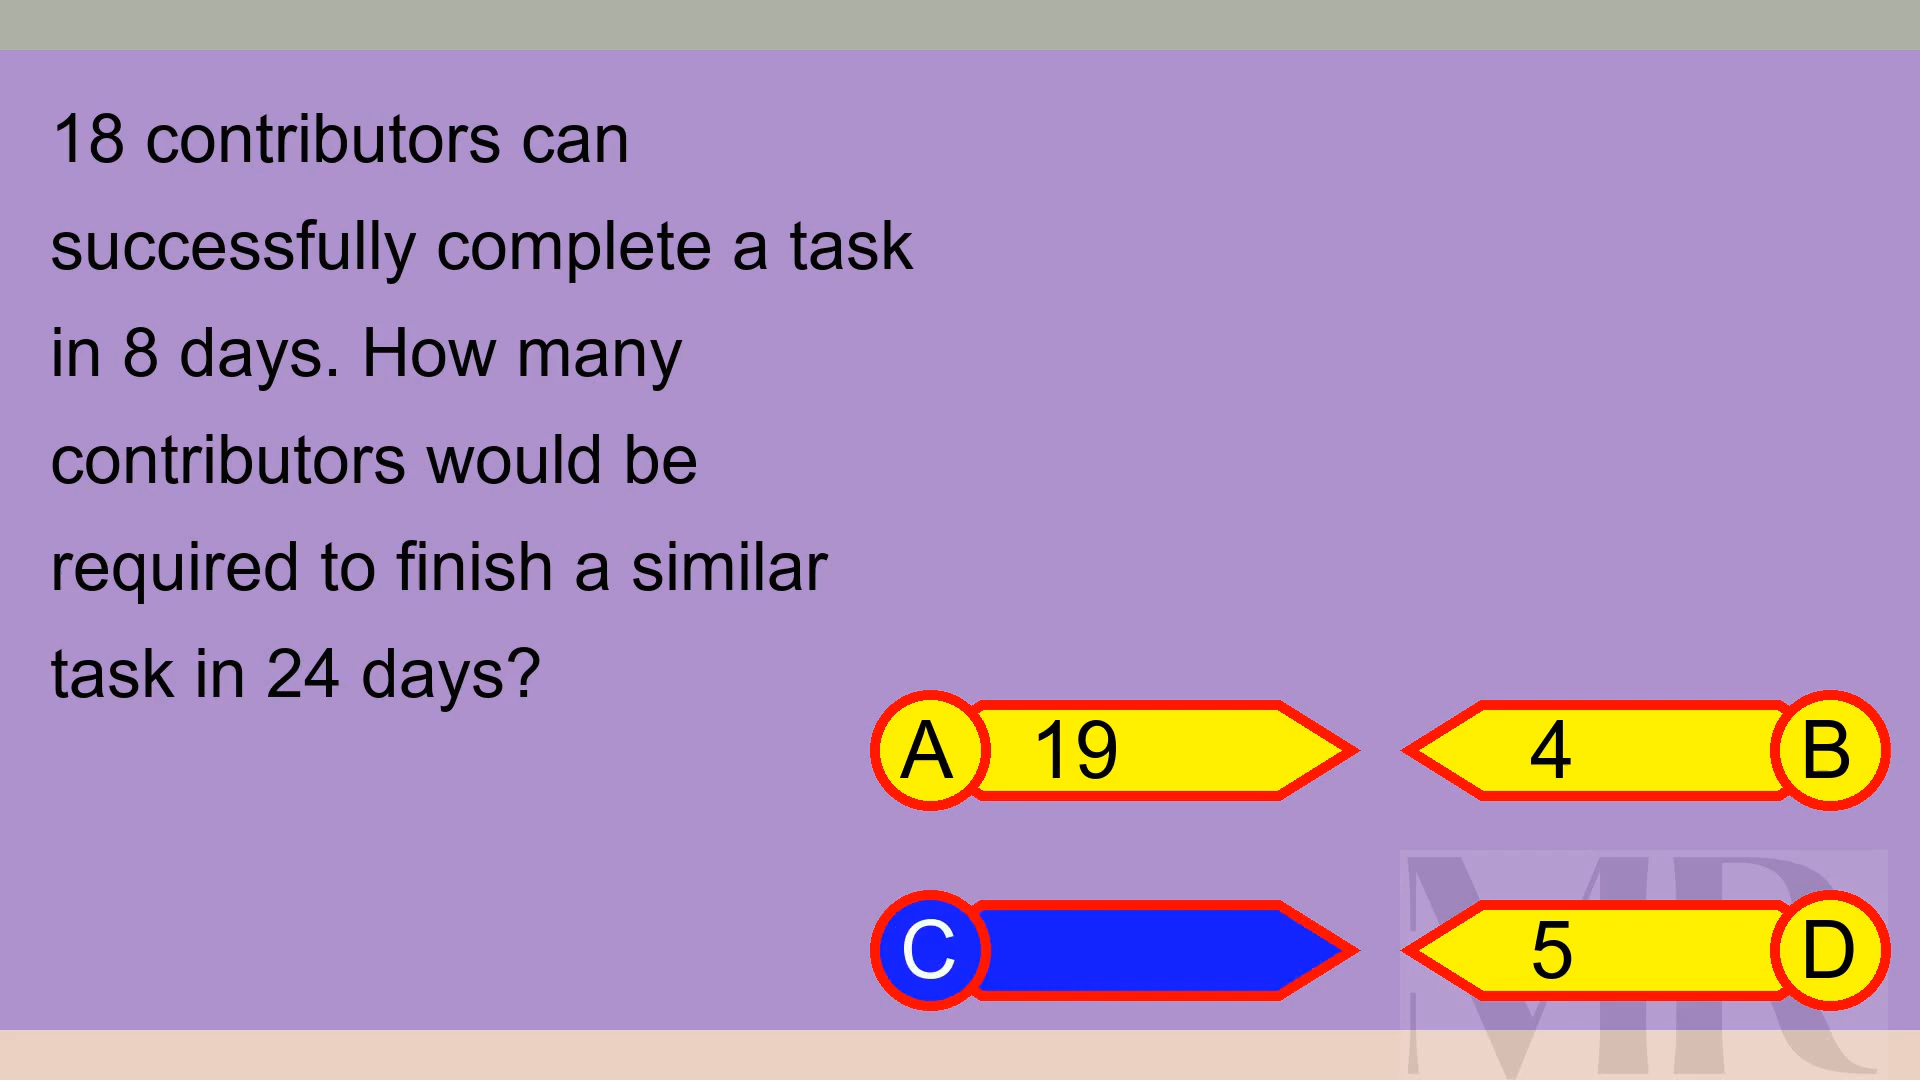 18 contributors can
successfully complete a task
in 8 days. How many
contributors would be
required to finish a similar
task in 24 days?
A 19
4 B
C
5 D
MR